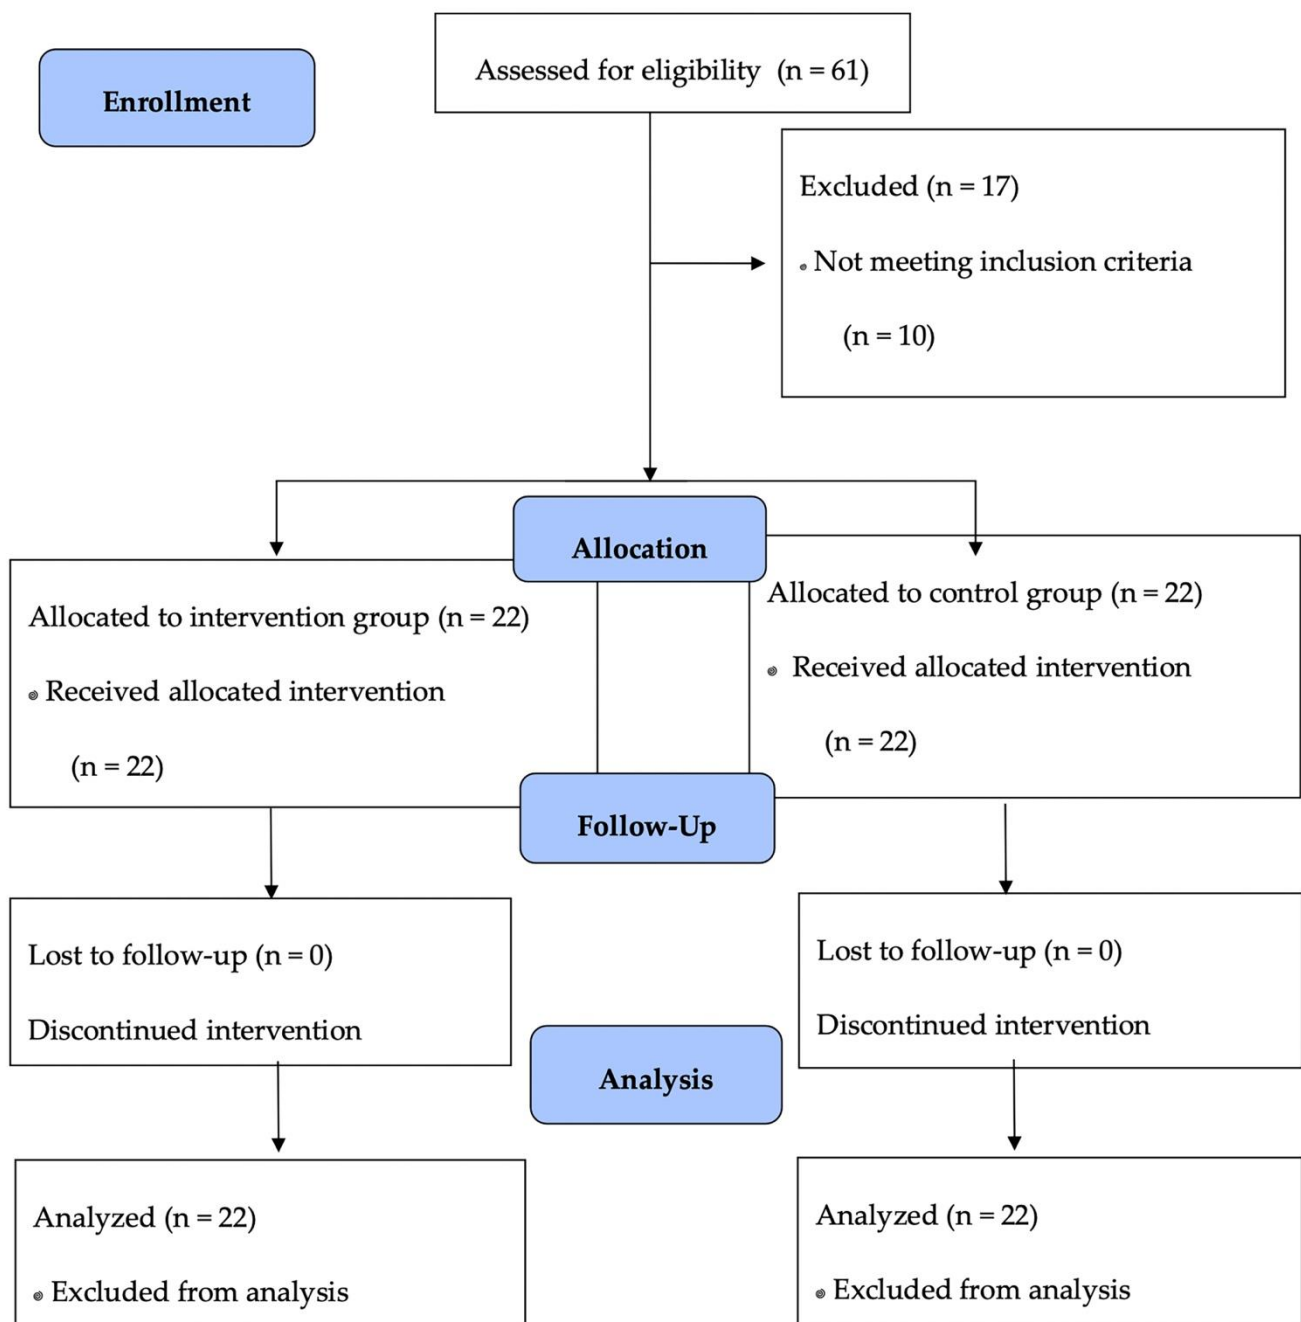 Assessed for eligibility (n = 61)
Enrollment
Excluded (n = 17)
Not meeting inclusion criteria
(n = 10)
Allocation
Allocated to intervention group (n = 22)
Received allocated intervention
(n = 22)
Allocated to control group (n = 22)
Received allocated intervention
(n = 22)
Follow-Up
Lost to follow-up (n = 0)
Discontinued intervention
Lost to follow-up (n = 0)
Discontinued intervention
Analysis
Analyzed (n = 22)
Excluded from analysis
Analyzed (n = 22)
Excluded from analysis